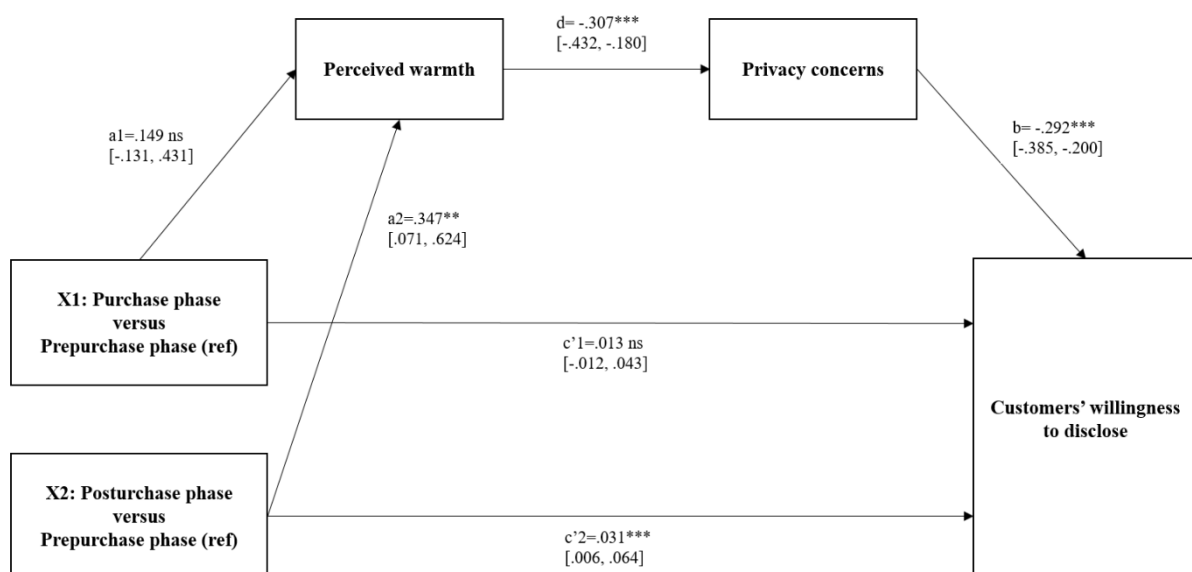 d= -.307***
[-.432, -.180]
Perceived warmth
Privacy concerns
a1=.149 ns
[-.131, .431]
b= -.292***
[-.385, -.200]
a2=.347**
[.071, .624]
X1: Purchase phase
versus
Prepurchase phase (ref)
c’1=.013 ns
[-.012, .043]
Customers’ willingness
to disclose
X2: Posturchase phase
versus
Prepurchase phase (ref)
c’2=.031***
[.006, .064]